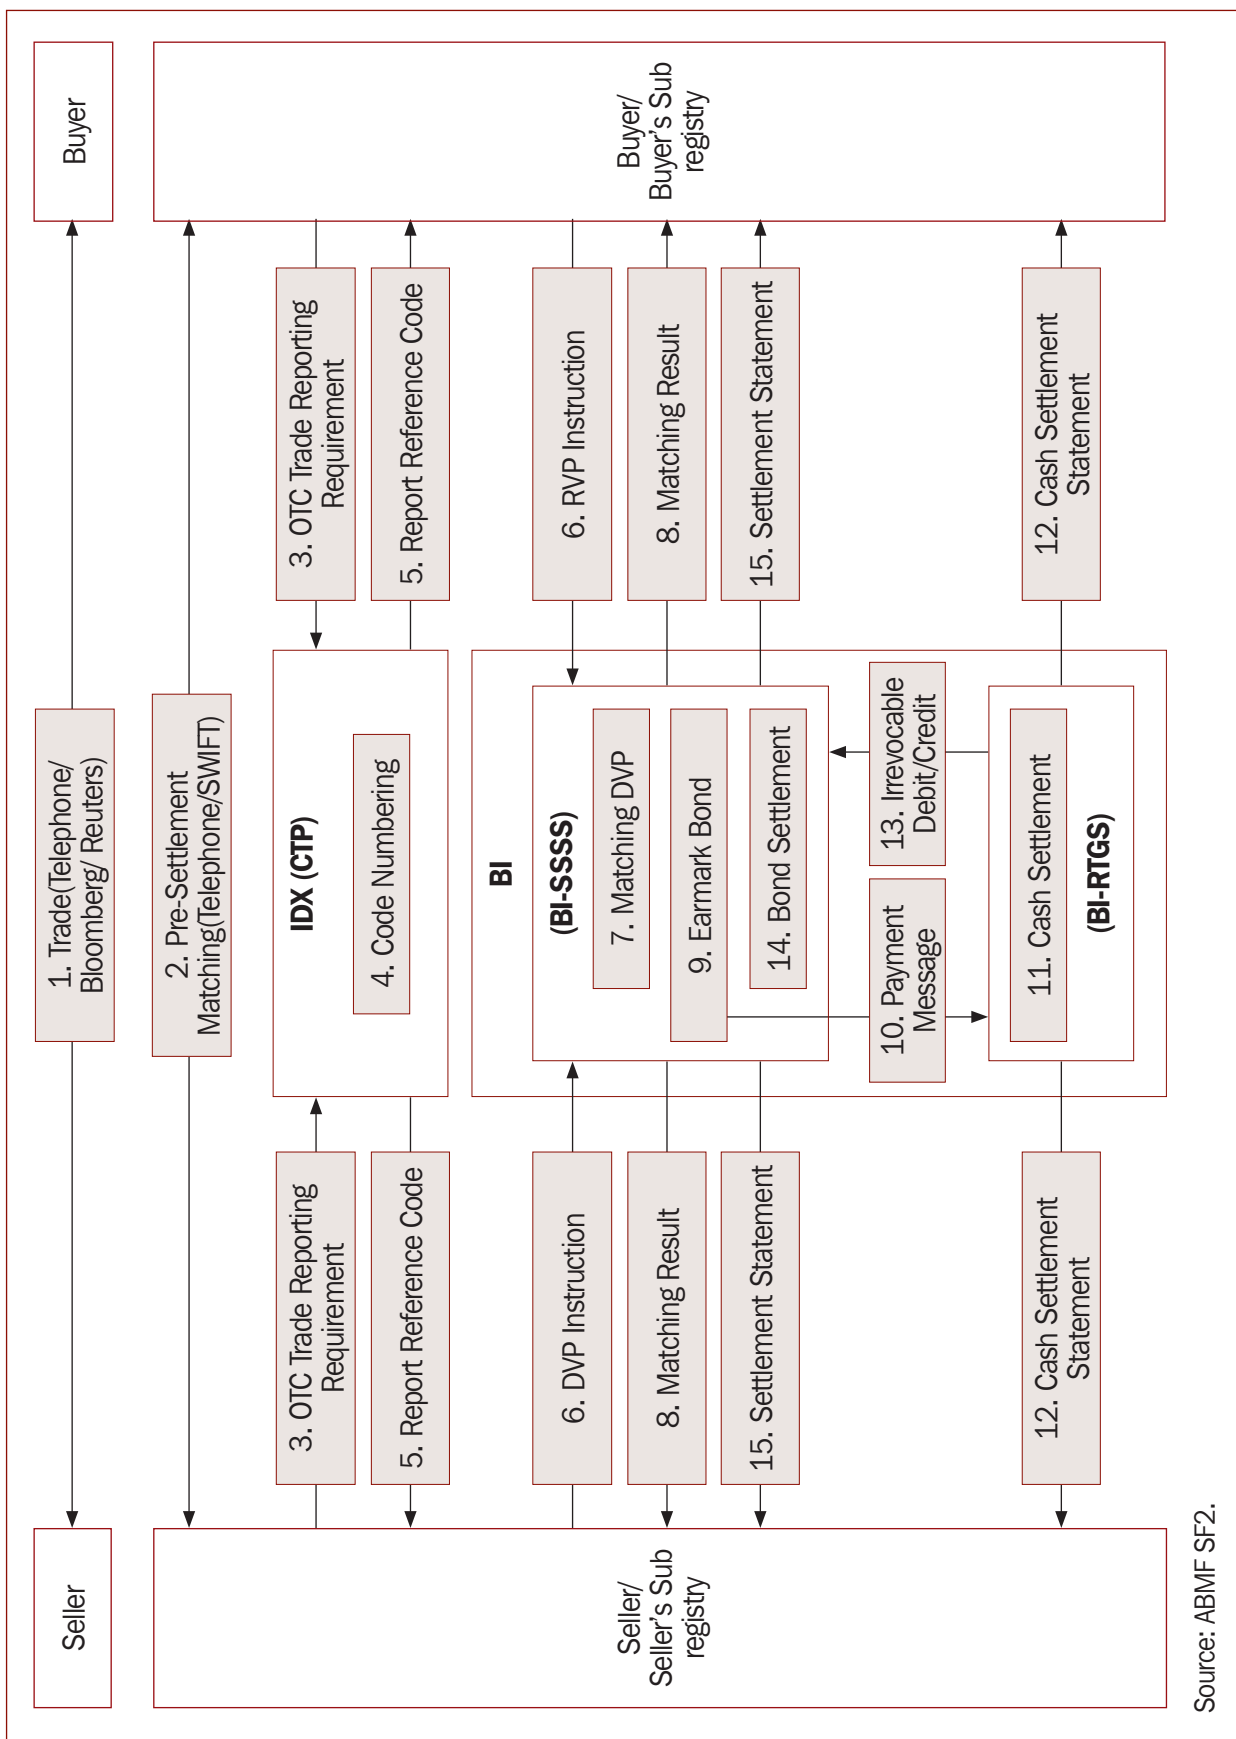 Seller
1. Trade(Telephone/
Bloomberg/ Reuters)
Buyer
Seller/
Seller's Sub
registry
2. Pre-Settlement
Matching(Telephone/SWIFT)
Buyer/
Buyer's Sub
registry
3. OTC Trade Reporting
Requirement
IDX (CTP)
3. OTC Trade Reporting
Requirement
4. Code Numbering
5. Report Reference Code
5. Report Reference Code
BI
(BI-SSSS)
6. DVP Instruction
6. RVP Instruction
7. Matching DVP
8. Matching Result
8. Matching Result
9. Earmark Bond
15. Settlement Statement
14. Bond Settlement
15. Settlement Statement
10. Payment
Message
13. Irrevocable
Debit/Credit
12. Cash Settlement
Statement
11. Cash Settlement
12. Cash Settlement
Statement
(BI-RTGS)
Source: ABMF SF2.